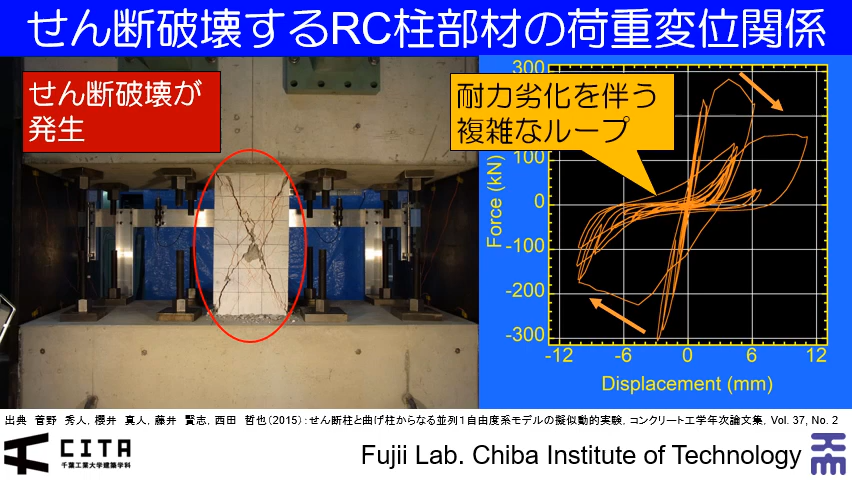 せん断破壊するRC柱部材の荷重変位関係
せん断破壊が
発生
耐力劣化を伴う
複雑なループ
300
100
0
-100
-200
-300
Force (kN)
-12 -6 0 6 12
Displacement (mm)
出典 菅野 秀人, 櫻井 真人, 藤井 賢志, 西田 哲也(2015):せん断柱と曲げ柱からなる並列1自由度系モデルの擬似動的実験, コンクリート工学年次論文集, Vol. 37, No. 2
CITA
千葉工業大学建築学科
Fujii Lab. Chiba Institute of Technology